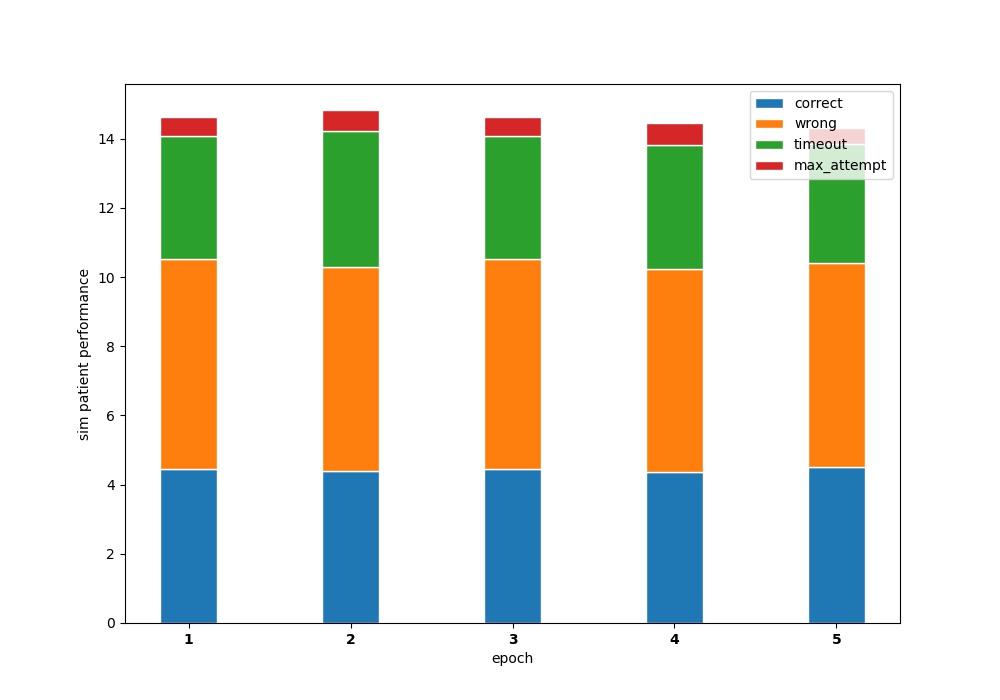 correct
wrong
timeout
max_attempt
14
12
10
8
6
4
2
0
sim patient performance
1 2 3 4 5
epoch